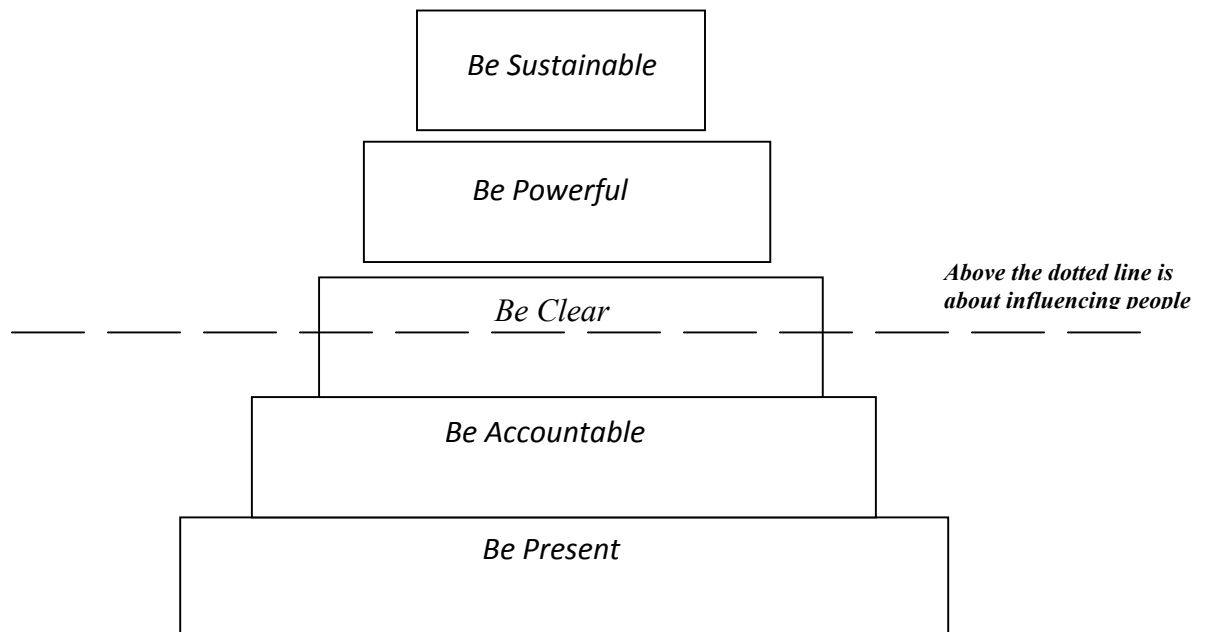 Be Sustainable
Be Powerful
Above the dotted line is
about influencing people
Be Clear
Be Accountable
Be Present